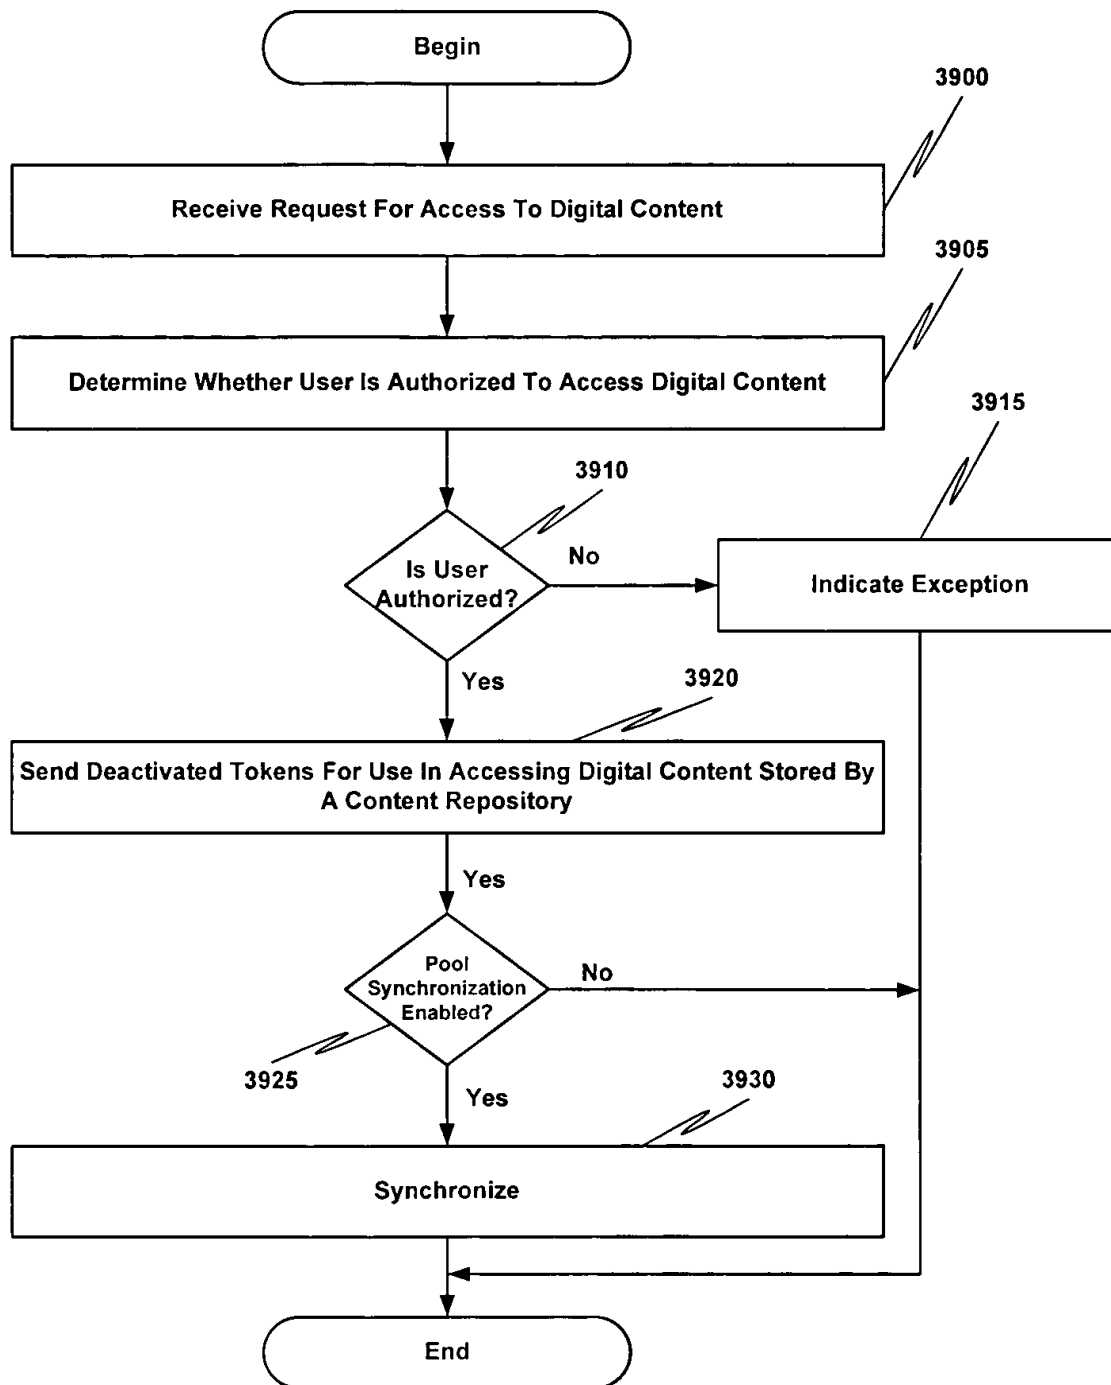 Begin
3900
Receive Request For Access To Digital Content
3905
Determine Whether User Is Authorized To Access Digital Content
3915
3910
No
Is User
Authorized?
Indicate Exception
Yes
3920
Send Deactivated Tokens For Use In Accessing Digital Content Stored By
A Content Repository
Yes
Pool
Synchronization
Enabled?
No
3925
3930
Yes
Synchronize
End